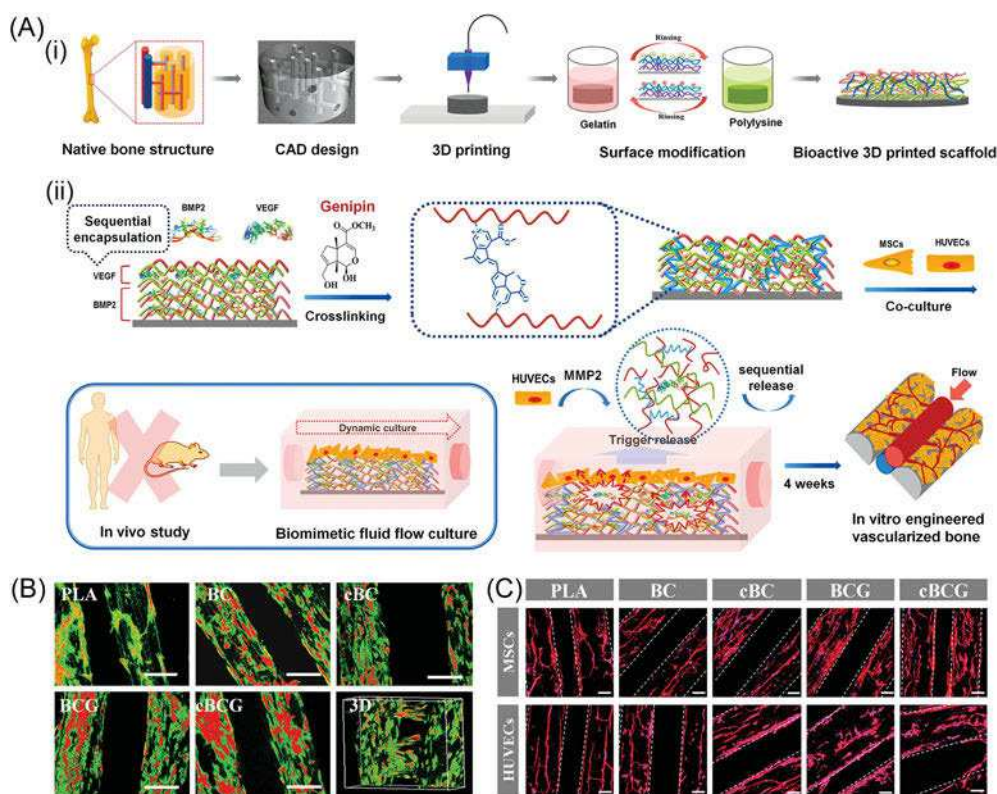 (A)
(i)
Rinsing
Rinsing
Gelatin
Polylysine
Native bone structure
CAD design
3D printing
Surface modification
Bioactive 3D printed scaffold
(ii)
Sequential
encapsulation
BMP2
VEGF
Genipin
OCH3
OH
OH
VEGF
BMP2
Crosslinking
MSCs
HUVECs
Co-culture
HUVECs
MMP2
sequential
release
Flow
Dynamic culture
Trigger release
4 weeks
In vivo study
Biomimetic fluid flow culture
In vitro engineered
vascularized bone
(B)
PLA
BC
cBC
BCG
cBCG
3D
(C)
PLA
BC
cBC
BCG
cBCG
MSCs
HUVECs